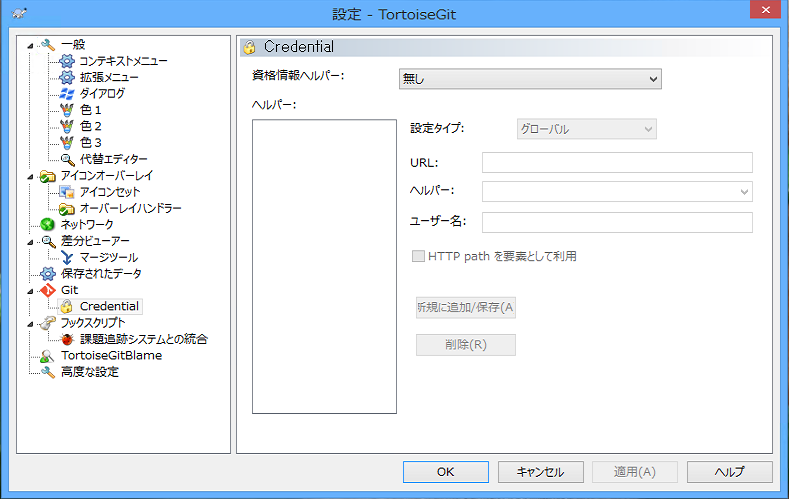 設定 - TortoiseGit
一般
コンテキストメニュー
拡張メニュー
ダイアログ
色 1
色 2
色 3
代替エディター
アイコンオーバーレイ
アイコンセット
オーバーレイハンドラー
ネットワーク
差分ビューアー
マージツール
保存されたデータ
Git
Credential
フックスクリプト
課題追跡システムとの統合
TortoiseGitBlame
高度な設定
Credential
資格情報ヘルパー: 無し
ヘルパー:
設定タイプ: グローバル
URL:
ヘルパー:
ユーザー名:
HTTP path を要素として利用
新規に追加/保存(A
削除(R)
OK キャンセル 適用(A) ヘルプ